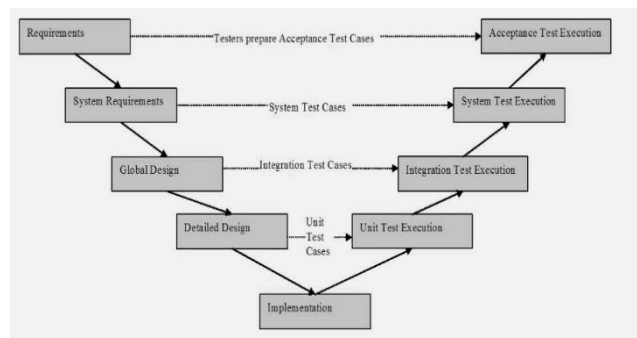 Requirements
Testers prepare Acceptance Test Cases
Acceptance Test Execution
System Requirements
System Test Cases
System Test Execution
Global Design
Integration Test Cases
Integration Test Execution
Detailed Design
Unit
Test
Cases
Unit Test Execution
Implementation